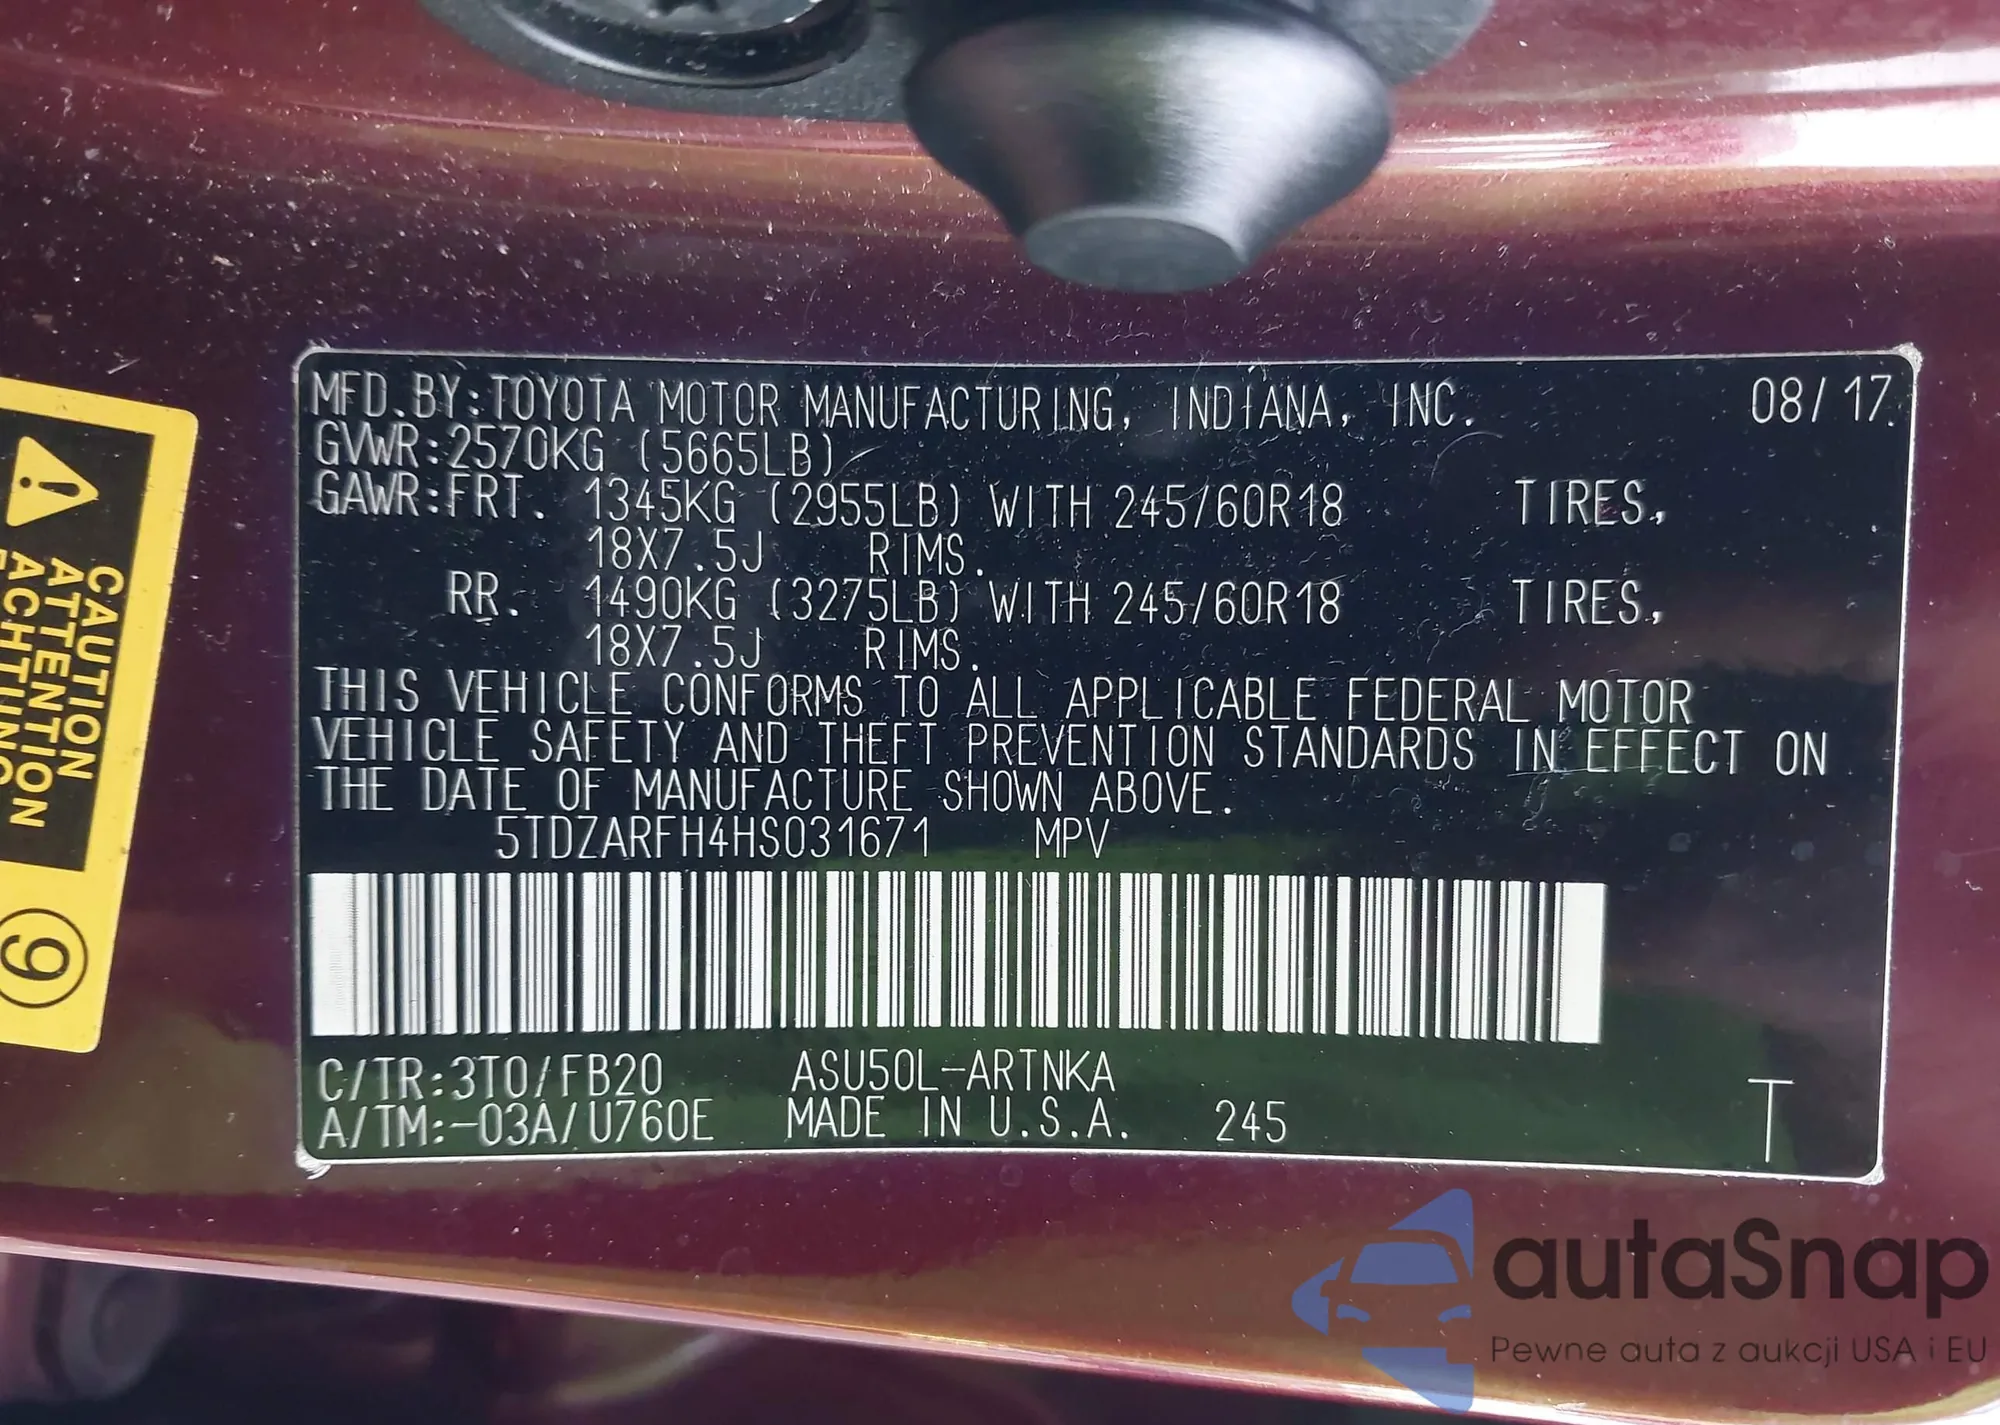 MFD.BY:TOYOTA MOTOR MANUFACTURING, INDIANA, INC. 08/17
GVWR:2570KG (5665LB)
GAWR:FRT. 1345KG (2955LB) WITH 245/60R18 TIRES,
18X7.5J RIMS.
RR. 1490KG (3275LB) WITH 245/60R18 TIRES,
18X7.5J RIMS.
THIS VEHICLE CONFORMS TO ALL APPLICABLE FEDERAL MOTOR
VEHICLE SAFETY AND THEFT PREVENTION STANDARDS IN EFFECT ON
THE DATE OF MANUFACTURE SHOWN ABOVE.
5TDZARFH4HS031671 MPV
C/TR:3T0/FB20 ASU50L-ARTNKA
A/TM:-03A/U760E MADE IN U.S.A. 245 T
CAUTION
ATTENTION
ACHTUNG
9
autaSnap
Pewne auta z aukcji USA i EU